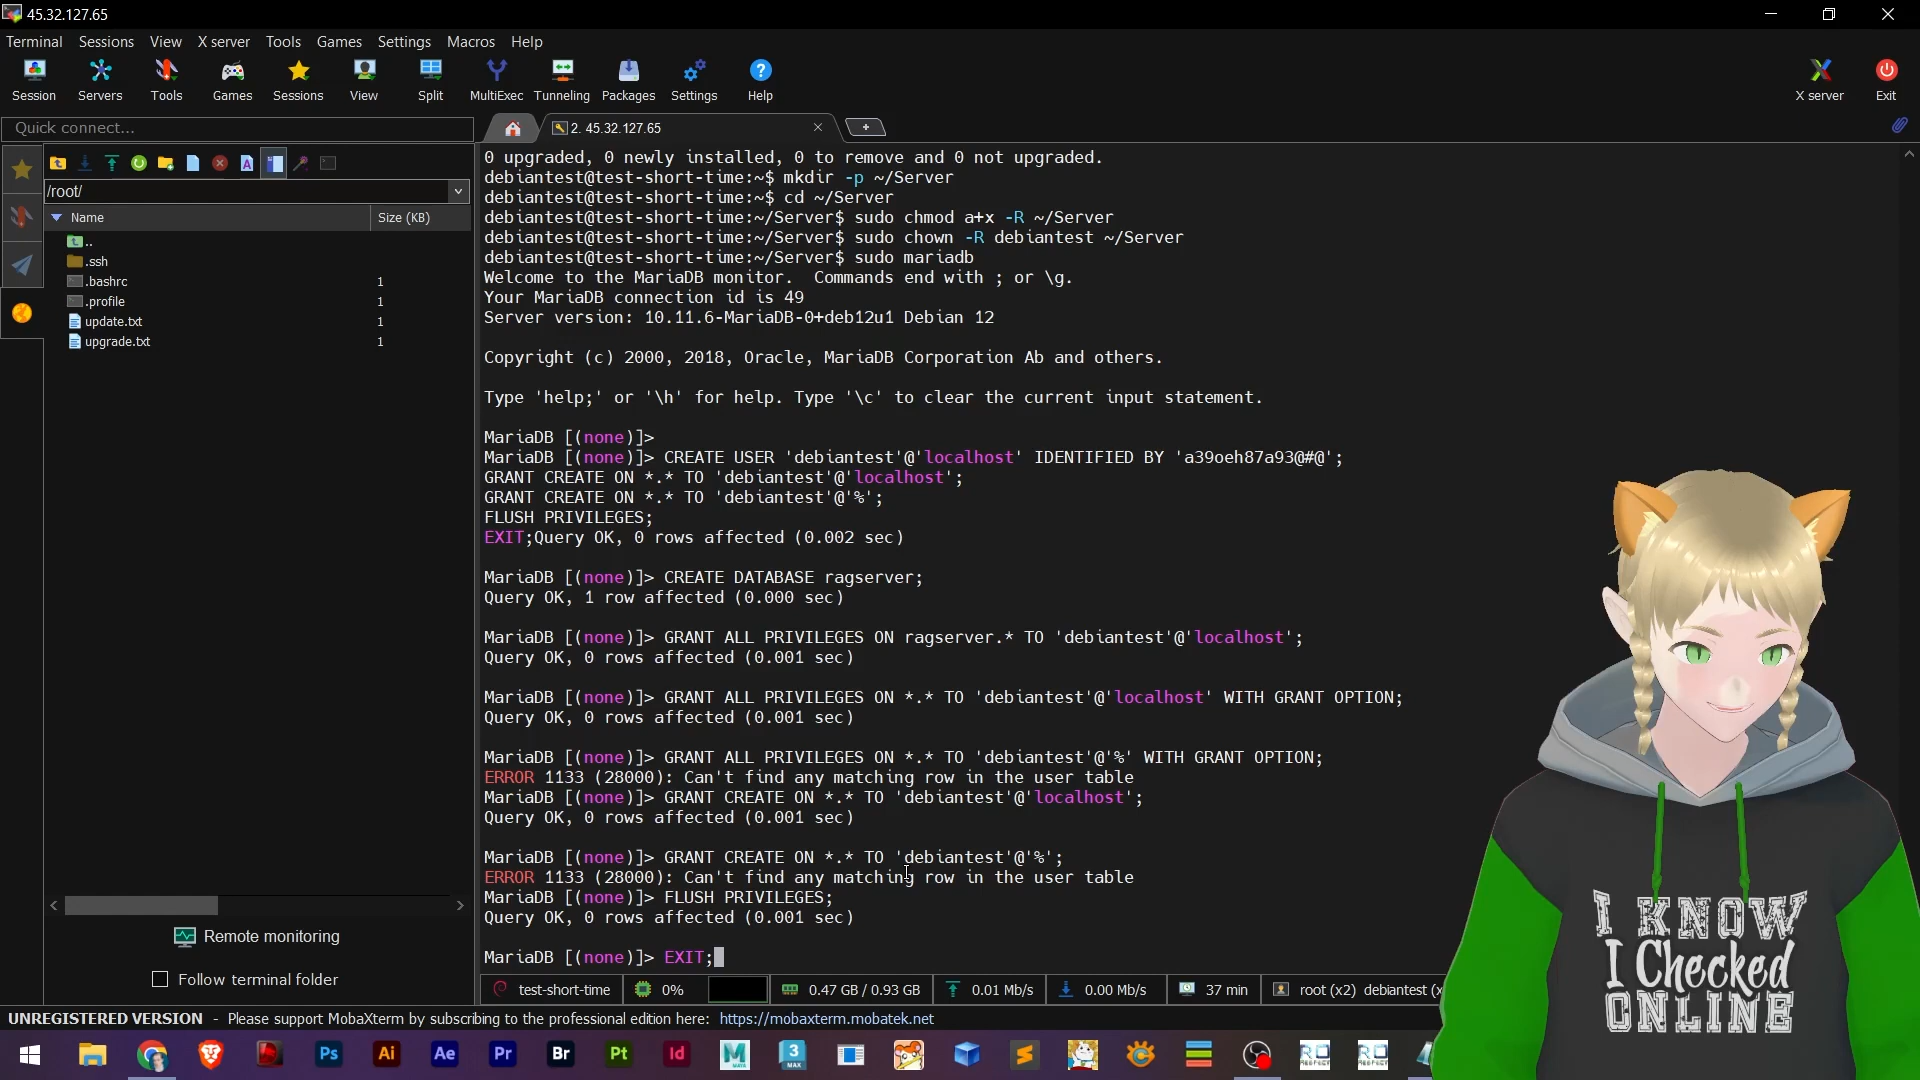 45.32.127.65
Terminal Sessions View X server Tools Games Settings Macros Help
Session Servers Tools Games Sessions View Split MultiExec Tunneling Packages Settings Help X server Exit
Quick connect...
2. 45.32.127.65
/root/
Name Size (KB)
..
.ssh
.bashrc 1
.profile 1
update.txt 1
upgrade.txt 1
Remote monitoring
Follow terminal folder
0 upgraded, 0 newly installed, 0 to remove and 0 not upgraded.
debiantest@test-short-time:~$ mkdir -p ~/Server
debiantest@test-short-time:~$ cd ~/Server
debiantest@test-short-time:~/Server$ sudo chmod a+x -R ~/Server
debiantest@test-short-time:~/Server$ sudo chown -R debiantest ~/Server
debiantest@test-short-time:~/Server$ sudo mariadb
Welcome to the MariaDB monitor.  Commands end with ; or \g.
Your MariaDB connection id is 49
Server version: 10.11.6-MariaDB-0+deb12u1 Debian 12
Copyright (c) 2000, 2018, Oracle, MariaDB Corporation Ab and others.
Type 'help;' or '\h' for help. Type '\c' to clear the current input statement.
MariaDB [(none)]>
MariaDB [(none)]> CREATE USER 'debiantest'@'localhost' IDENTIFIED BY 'a39oeh87a93@#@';
GRANT CREATE ON *.* TO 'debiantest'@'localhost';
GRANT CREATE ON *.* TO 'debiantest'@'%';
FLUSH PRIVILEGES;
EXIT;Query OK, 0 rows affected (0.002 sec)
MariaDB [(none)]> CREATE DATABASE ragserver;
Query OK, 1 row affected (0.000 sec)
MariaDB [(none)]> GRANT ALL PRIVILEGES ON ragserver.* TO 'debiantest'@'localhost';
Query OK, 0 rows affected (0.001 sec)
MariaDB [(none)]> GRANT ALL PRIVILEGES ON *.* TO 'debiantest'@'localhost' WITH GRANT OPTION;
Query OK, 0 rows affected (0.001 sec)
MariaDB [(none)]> GRANT ALL PRIVILEGES ON *.* TO 'debiantest'@'%' WITH GRANT OPTION;
ERROR 1133 (28000): Can't find any matching row in the user table
MariaDB [(none)]> GRANT CREATE ON *.* TO 'debiantest'@'localhost';
Query OK, 0 rows affected (0.001 sec)
MariaDB [(none)]> GRANT CREATE ON *.* TO 'debiantest'@'%';
ERROR 1133 (28000): Can't find any matching row in the user table
MariaDB [(none)]> FLUSH PRIVILEGES;
Query OK, 0 rows affected (0.001 sec)
MariaDB [(none)]> EXIT;
test-short-time 0% 0.47 GB / 0.93 GB 0.01 Mb/s 0.00 Mb/s 37 min root (x2) debiantest (x
UNREGISTERED VERSION - Please support MobaXterm by subscribing to the professional edition here: https://mobaxterm.mobatek.net
I KNOW
I Checked
ONLINE
Ps Ai Ae Pr Br Pt Id M 3